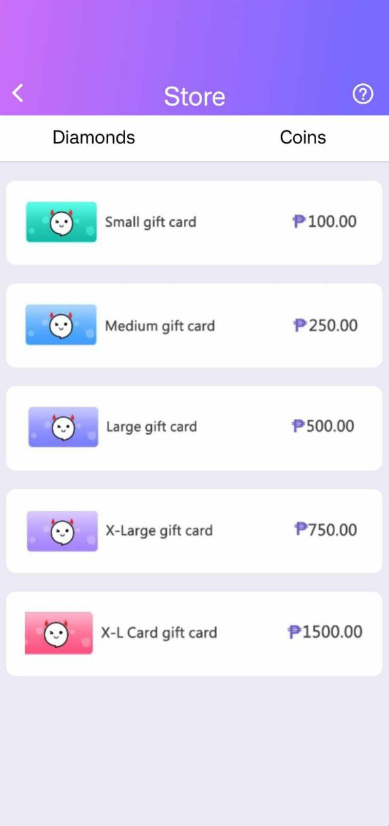 Store
Diamonds Coins
Small gift card ₱100.00
Medium gift card ₱250.00
Large gift card ₱500.00
X-Large gift card ₱750.00
X-L Card gift card ₱1500.00